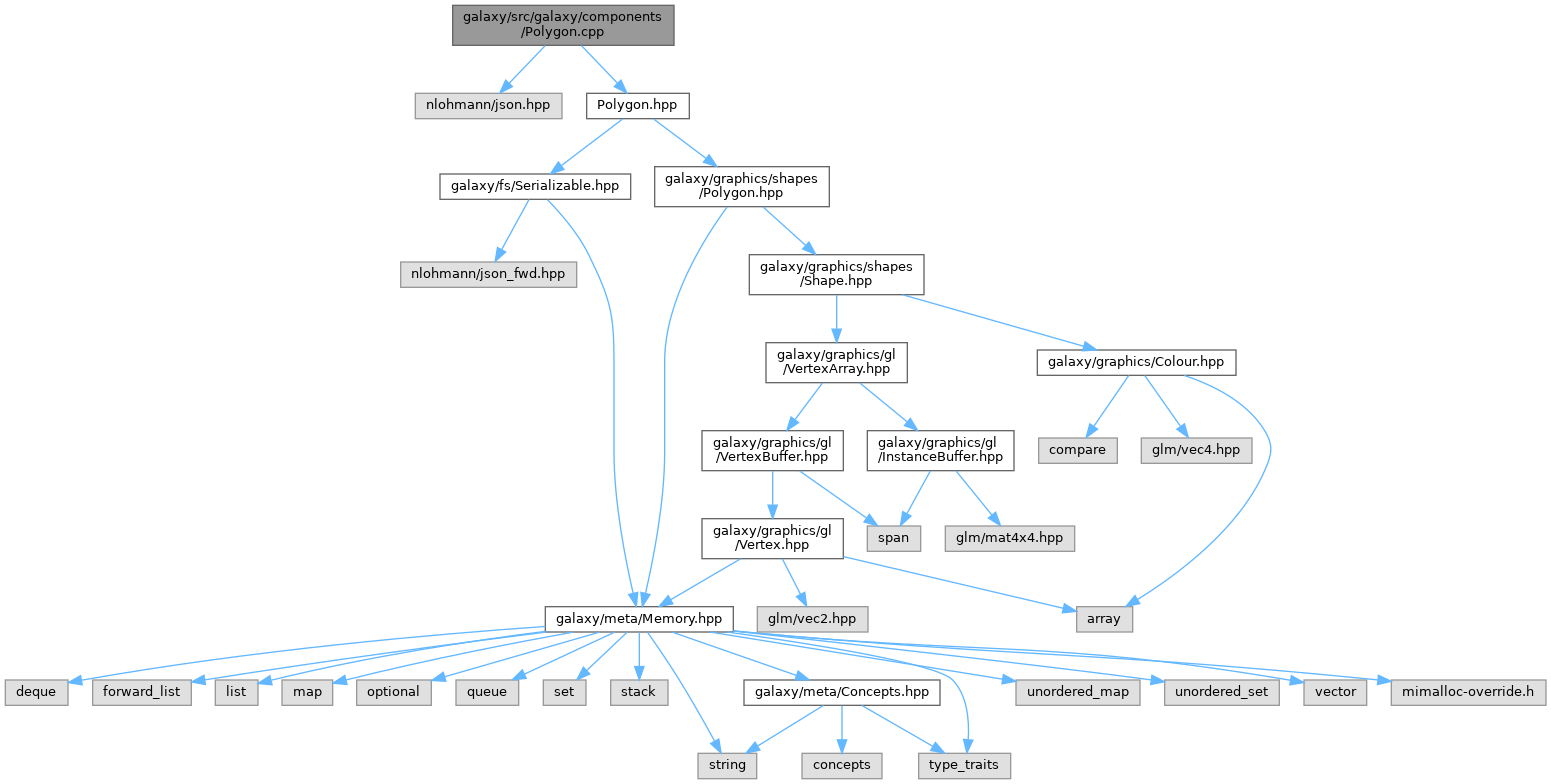 galaxy/src/galaxy/components
/Polygon.cpp
nlohmann/json.hpp
Polygon.hpp
galaxy/fs/Serializable.hpp
galaxy/graphics/shapes
/Polygon.hpp
nlohmann/json_fwd.hpp
galaxy/graphics/shapes
/Shape.hpp
galaxy/graphics/gl
/VertexArray.hpp
galaxy/graphics/Colour.hpp
galaxy/graphics/gl
/VertexBuffer.hpp
galaxy/graphics/gl
/InstanceBuffer.hpp
compare
glm/vec4.hpp
galaxy/graphics/gl
/Vertex.hpp
span
glm/mat4x4.hpp
galaxy/meta/Memory.hpp
glm/vec2.hpp
array
deque
forward_list
list
map
optional
queue
set
stack
galaxy/meta/Concepts.hpp
unordered_map
unordered_set
vector
mimalloc-override.h
string
concepts
type_traits